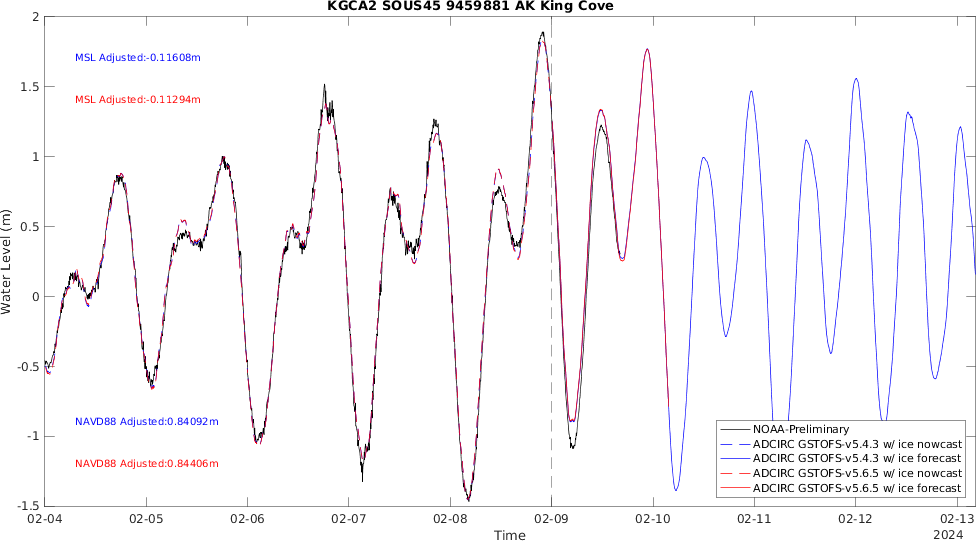 KGCA2 SOUS45 9459881 AK King Cove
2
1.5
1
0.5
0
-0.5
-1
-1.5
Water Level (m)
MSL Adjusted:-0.11608m
MSL Adjusted:-0.11294m
NAVD88 Adjusted:0.84092m
NAVD88 Adjusted:0.84406m
NOAA-Preliminary
ADCIRC GSTOFS-v5.4.3 w/ ice nowcast
ADCIRC GSTOFS-v5.4.3 w/ ice forecast
ADCIRC GSTOFS-v5.6.5 w/ ice nowcast
ADCIRC GSTOFS-v5.6.5 w/ ice forecast
02-04 02-05 02-06 02-07 02-08 02-09 02-10 02-11 02-12 02-13
Time
2024